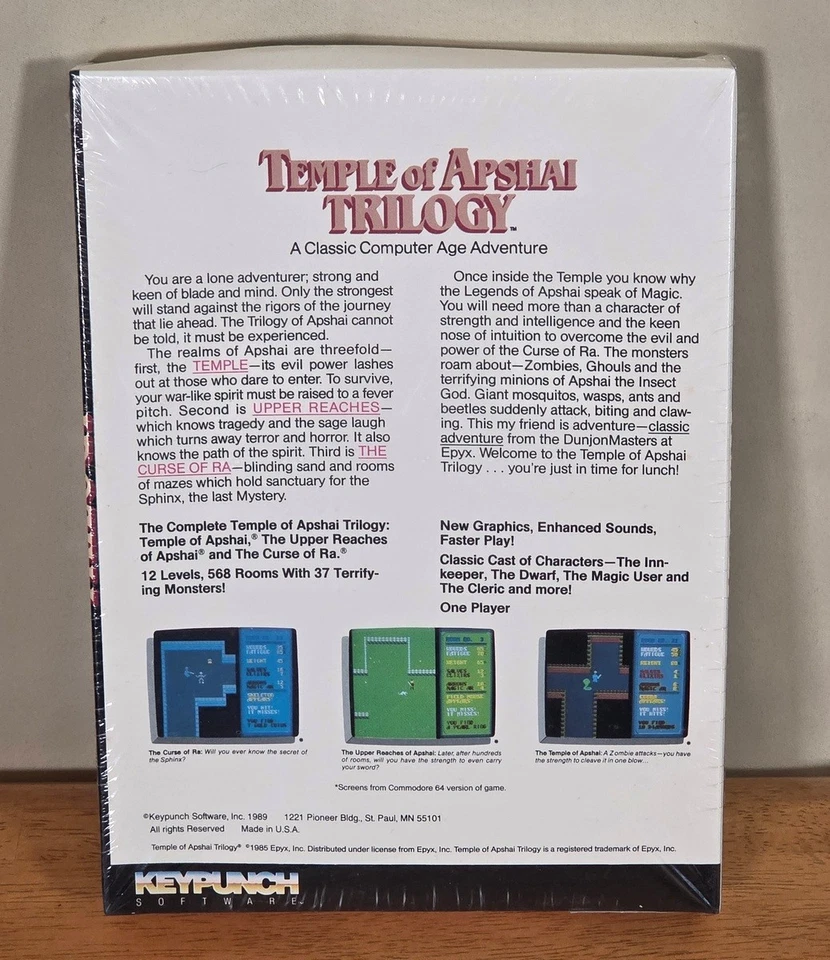 TEMPLE of APSHAI
TRILOGY™
A Classic Computer Age Adventure
You are a lone adventurer; strong and
keen of blade and mind. Only the strongest
will stand against the rigors of the journey
that lie ahead. The Trilogy of Apshai cannot
be told, it must be experienced.
The realms of Apshai are threefold—
first, the TEMPLE—its evil power lashes
out at those who dare to enter. To survive,
your war-like spirit must be raised to a fever
pitch. Second is UPPER REACHES—
which knows tragedy and the sage laugh
which turns away terror and horror. It also
knows the path of the spirit. Third is THE
CURSE OF RA—blinding sand and rooms
of mazes which hold sanctuary for the
Sphinx, the last Mystery.
The Complete Temple of Apshai Trilogy:
Temple of Apshai,® The Upper Reaches
of Apshai® and The Curse of Ra.®
12 Levels, 568 Rooms With 37 Terrify-
ing Monsters!
Once inside the Temple you know why
the Legends of Apshai speak of Magic.
You will need more than a character of
strength and intelligence and the keen
nose of intuition to overcome the evil and
power of the Curse of Ra. The monsters
roam about—Zombies, Ghouls and the
terrifying minions of Apshai the Insect
God. Giant mosquitos, wasps, ants and
beetles suddenly attack, biting and claw-
ing. This my friend is adventure—classic
adventure from the DunjonMasters at
Epyx. Welcome to the Temple of Apshai
Trilogy . . . you're just in time for lunch!
New Graphics, Enhanced Sounds,
Faster Play!
Classic Cast of Characters—The Inn-
keeper, The Dwarf, The Magic User and
The Cleric and more!
One Player
The Curse of Ra: Will you ever know the secret of
the Sphinx?
The Upper Reaches of Apshai: Later, after hundreds
of rooms, will you have the strength to even carry
your sword?
The Temple of Apshai: A Zombie attacks—you have
the strength to cleave it in one blow...
*Screens from Commodore 64 version of game.
©Keypunch Software, Inc. 1989 1221 Pioneer Bldg., St. Paul, MN 55101
All rights Reserved Made in U.S.A.
Temple of Apshai Trilogy® ©1985 Epyx, Inc. Distributed under license from Epyx, Inc. Temple of Apshai Trilogy is a registered trademark of Epyx, Inc.
KEYPUNCH
SOFTWARE